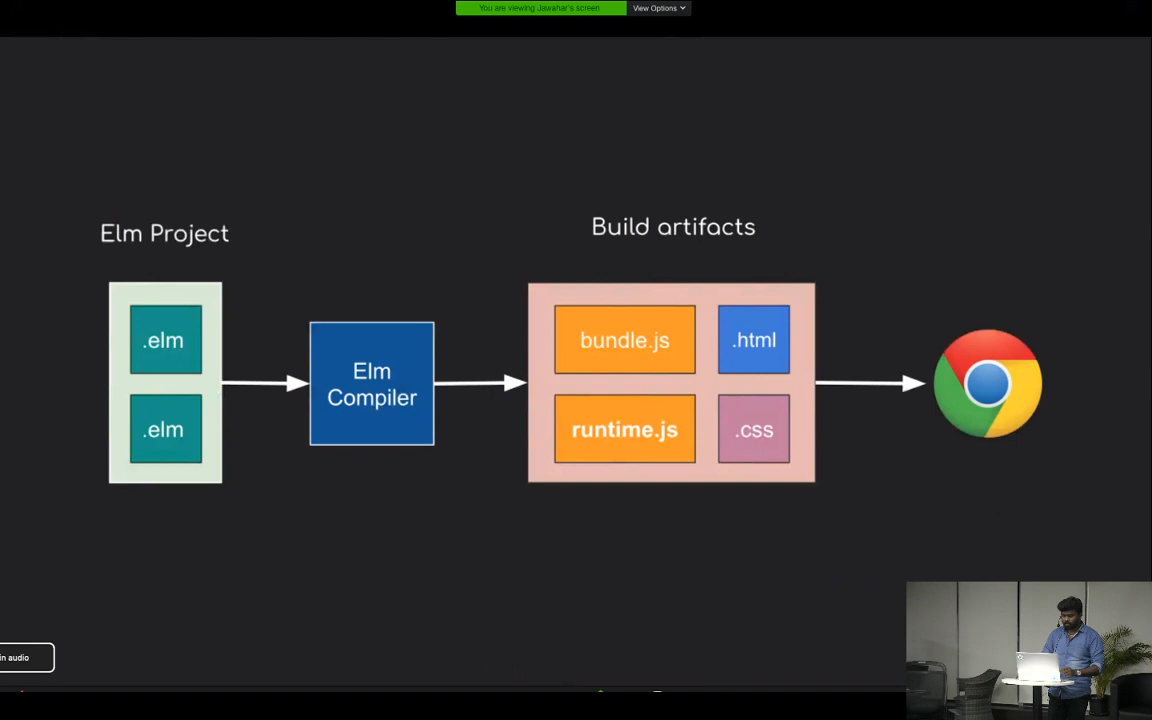 You are viewing Jawahar's screen
View Options
Elm Project
Build artifacts
.elm
.elm
Elm
Compiler
bundle.js
.html
runtime.js
.css
in audio